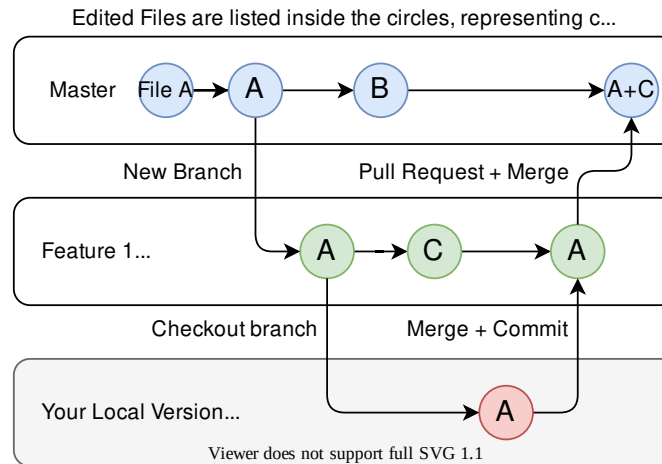 Edited Files are listed inside the circles, representing c...
Master
File A
A
B
A+C
New Branch
Pull Request + Merge
Feature 1...
A
C
A
Checkout branch
Merge + Commit
Your Local Version...
A
Viewer does not support full SVG 1.1